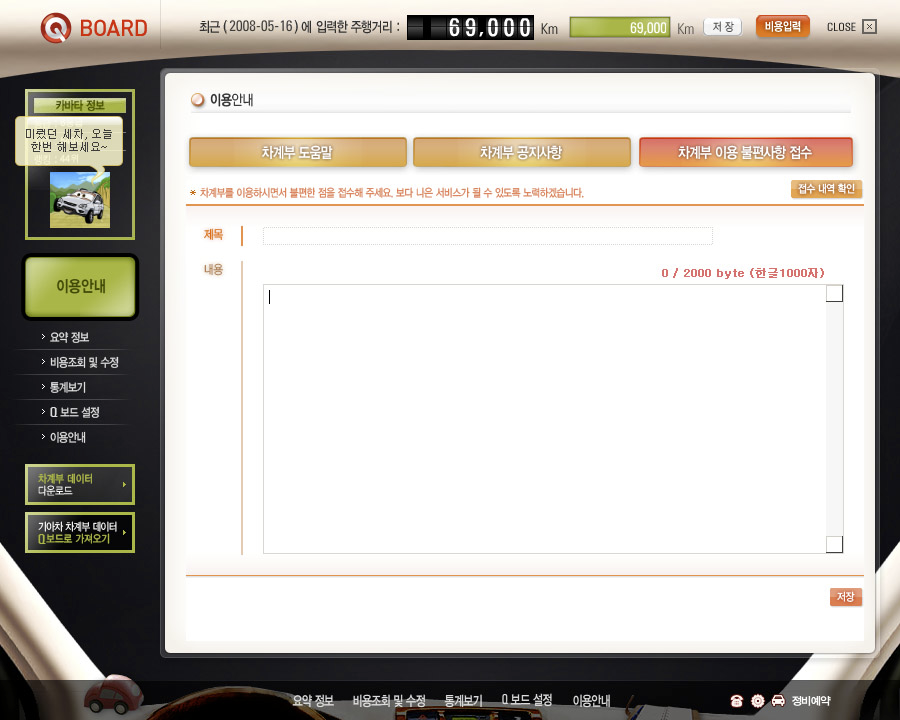 Q BOARD
최근 ( 2008-05-16 ) 에 입력한 주행거리 : 69,000 Km 69,000 Km 저 장 비용입력 CLOSE
카바타 정보
미뤘던 세차, 오늘
한번 해보세요~
이용안내
요약 정보
비용조회 및 수정
통계보기
Q 보드 설정
이용안내
차계부 데이터
다운로드
기아차 차계부 데이터
Q보드로 가져오기
이용안내
차계부 도움말 차계부 공지사항 차계부 이용 불편사항 접수
* 차계부를 이용하시면서 불편한 점을 접수해 주세요. 보다 나은 서비스가 될 수 있도록 노력하겠습니다. 접수 내역 확인
제목
내용
0 / 2000 byte (한글1000자)
저장
요약 정보 비용조회 및 수정 통계보기 Q 보드 설정 이용안내 정비예약